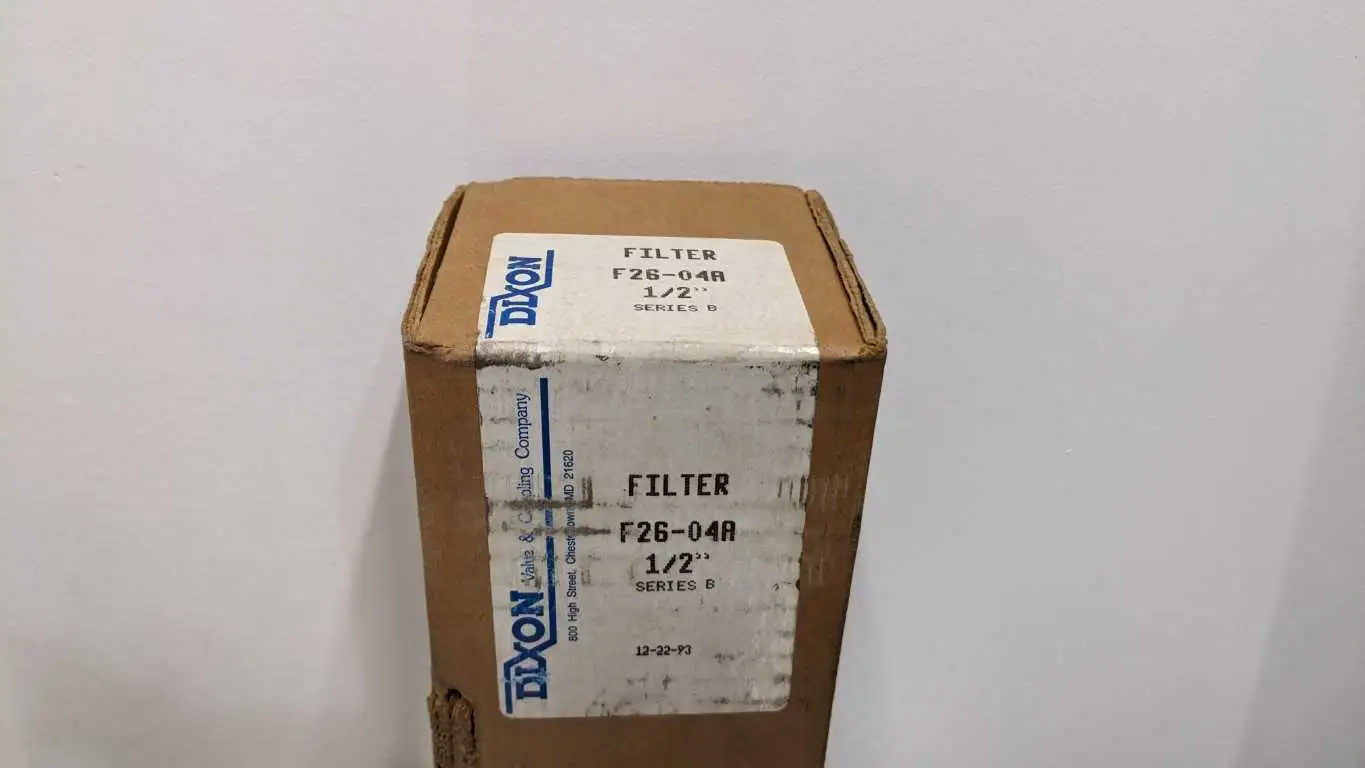 DIXON
FILTER
F26-04A
1/2"
SERIES B
DIXON Valve & Coupling Company
800 High Street, Chestertown, MD 21620
FILTER
F26-04A
1/2"
SERIES B
12-22-93